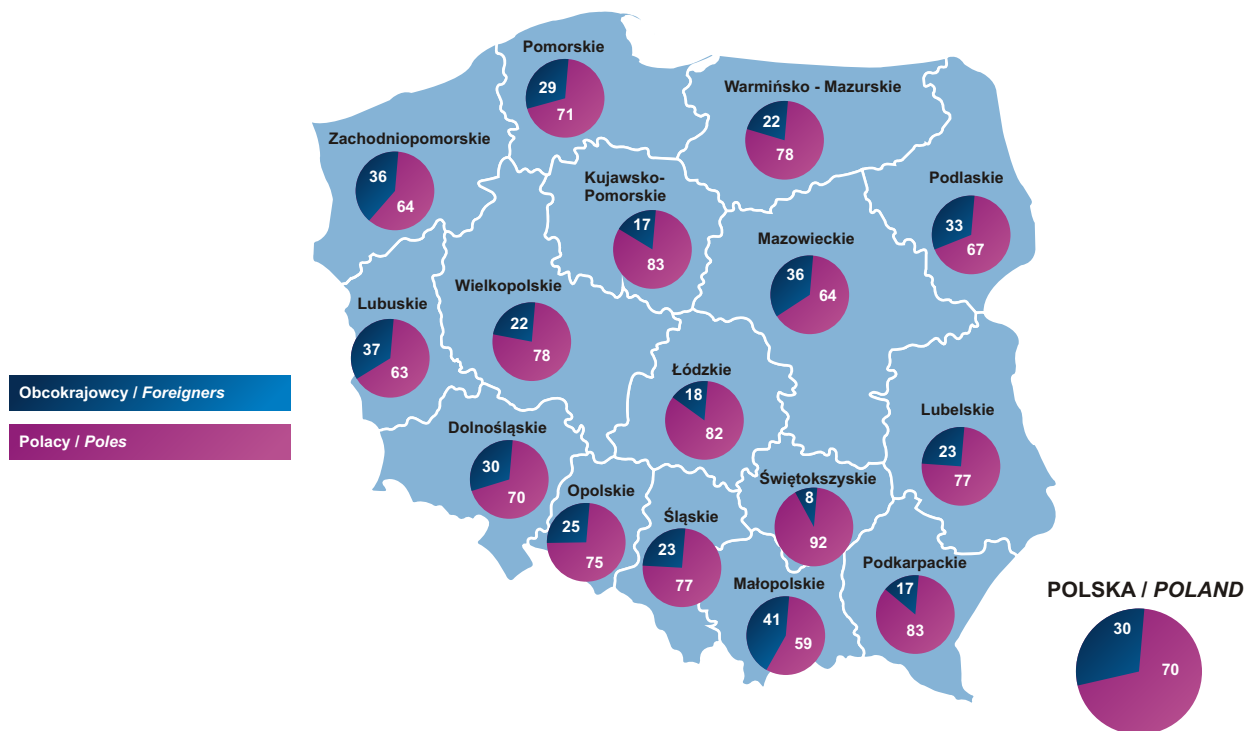 Pomorskie
29
71
Warmińsko - Mazurskie
22
78
Zachodniopomorskie
36
64
Kujawsko-
Pomorskie
17
83
Podlaskie
33
67
Mazowieckie
36
64
Wielkopolskie
22
78
Lubuskie
37
63
Łódzkie
18
82
Obcokrajowcy / Foreigners
Polacy / Poles
Dolnośląskie
30
70
Lubelskie
23
77
Opolskie
25
75
Śląskie
23
77
Świętokszyskie
8
92
Małopolskie
41
59
Podkarpackie
17
83
POLSKA / POLAND
30
70